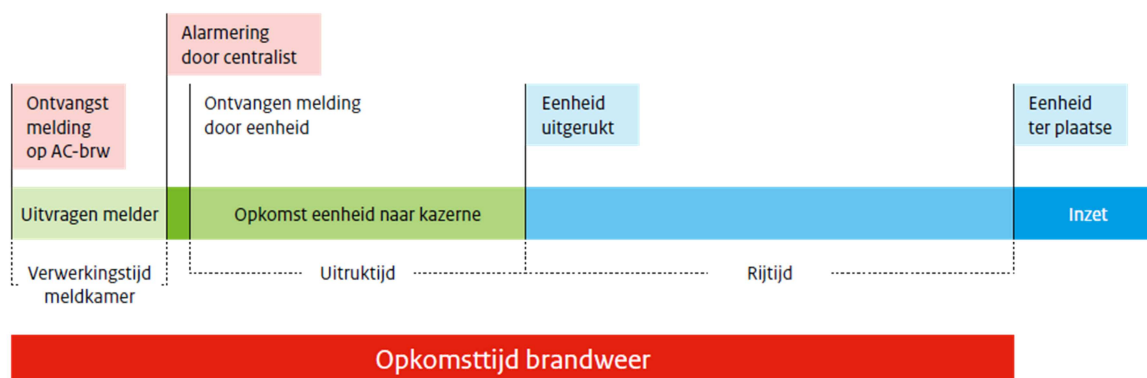 Alarmering
door centralist
Ontvangst
melding
op AC-brw
Ontvangen melding
door eenheid
Eenheid
uitgerukt
Eenheid
ter plaatse
Uitvragen melder
Opkomst eenheid naar kazerne
Inzet
Verwerkingstijd
meldkamer
Uitruktijd
Rijtijd
Opkomsttijd brandweer